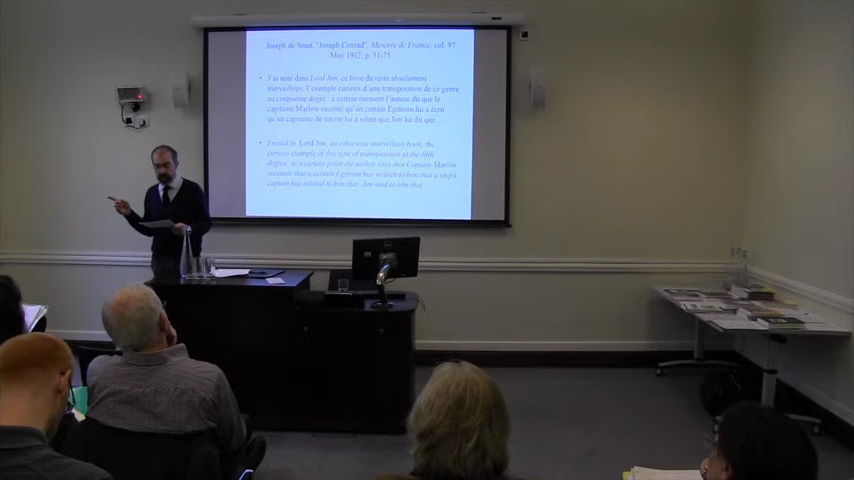 Joseph de Smet, "Joseph Conrad", Mercure de France, vol. 97.
May 1912, p. 51-75
• J'ai noté dans Lord Jim, ce livre du reste absolument
merveilleux, l'exemple curieux d'une transposition de ce genre
au cinquième degré : à certain moment l'auteur dit que le
capitaine Marlow raconte qu'un certain Egström lui a écrit
qu'un capitaine de navire lui a relaté que Jim lui dit que...
• I noted in Lord Jim, an otherwise marvellous book, the
curious example of this type of transposition to the fifth
degree: at a certain point the author says that Captain Marlow
recounts that a certain Egström has written to him that a ship's
captain has related to him that Jim said to him that...